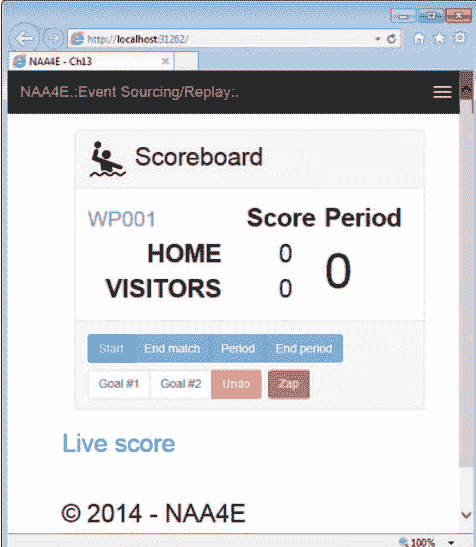 http://localhost:31262/
NAA4E - Ch13
NAA4E.:Event Sourcing/Replay:.
Scoreboard
WP001 Score Period
HOME 0 0
VISITORS 0
Start End match Period End period
Goal #1 Goal #2 Undo Zap
Live score
© 2014 - NAA4E
100%